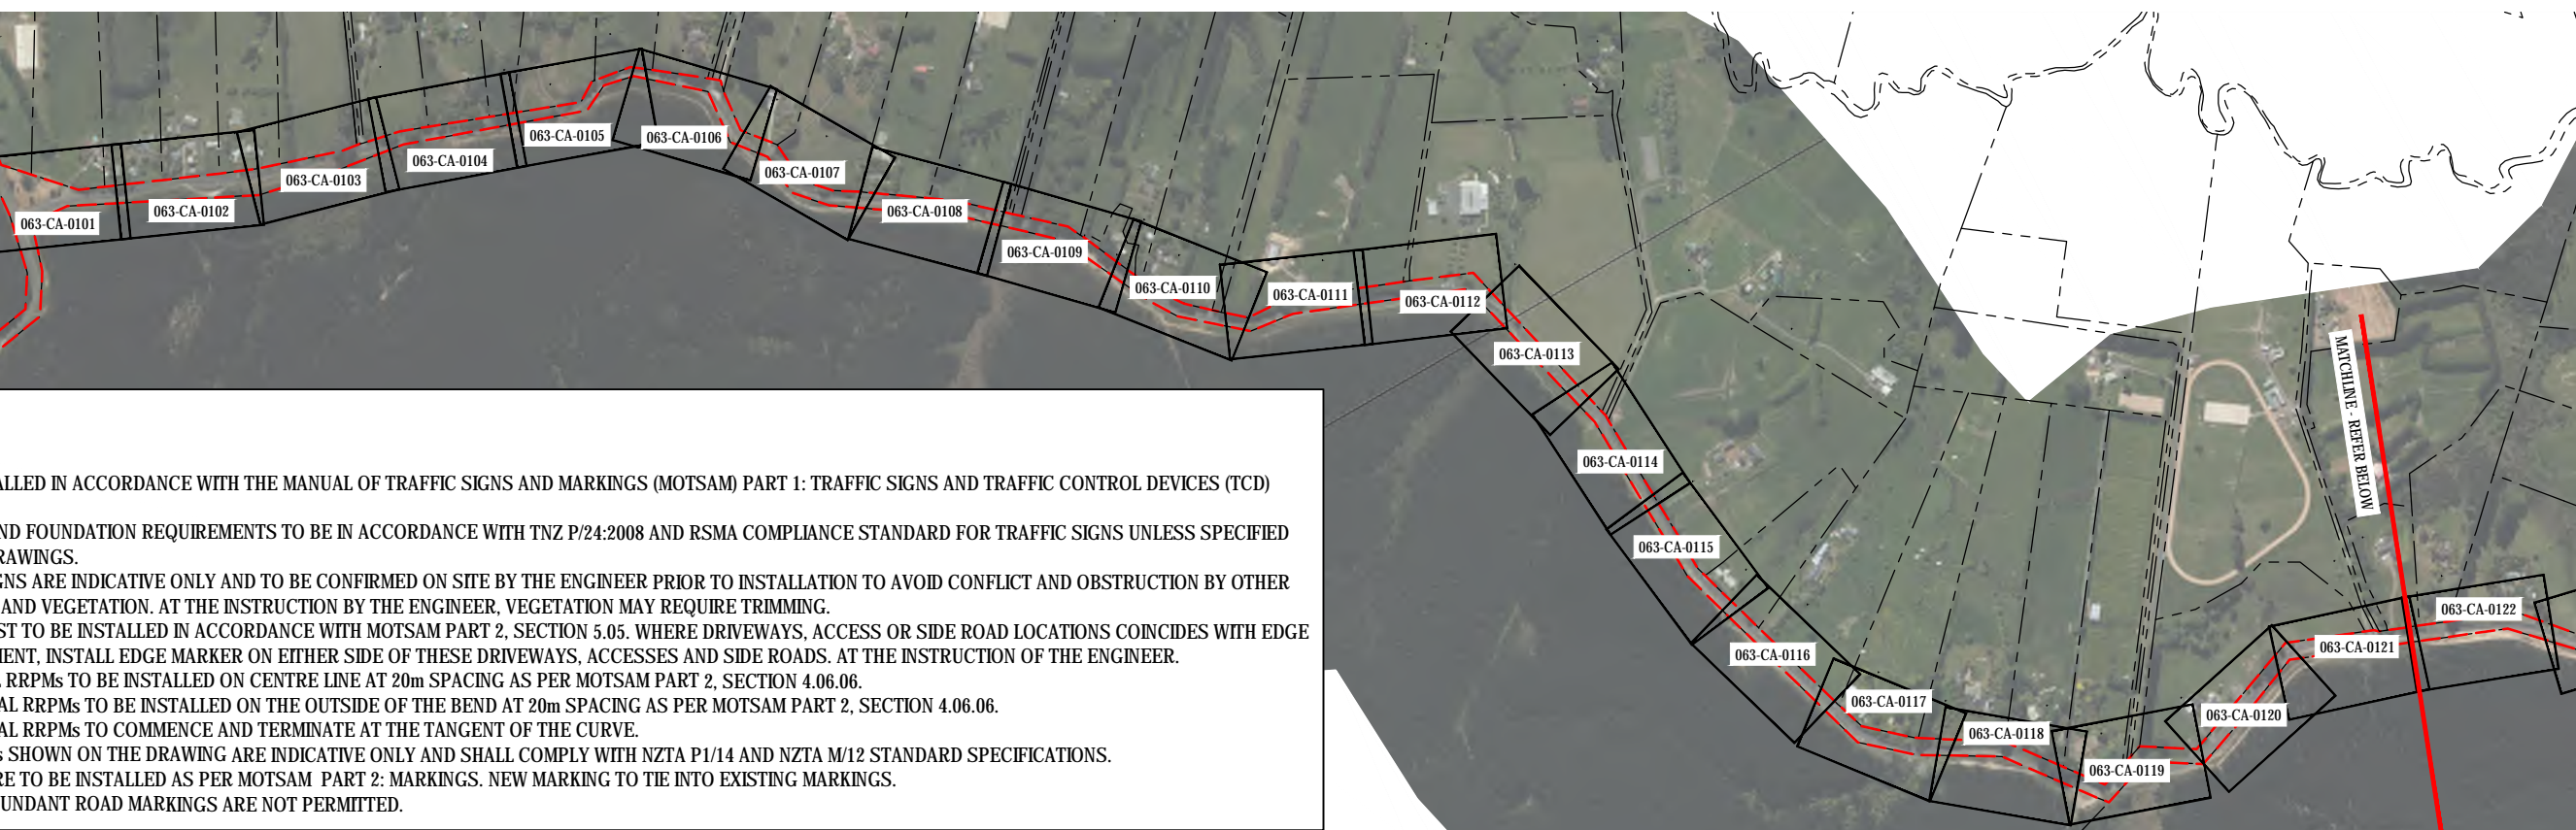 063-CA-0101
063-CA-0102
063-CA-0103
063-CA-0104
063-CA-0105
063-CA-0106
063-CA-0107
063-CA-0108
063-CA-0109
063-CA-0110
063-CA-0111
063-CA-0112
063-CA-0113
063-CA-0114
063-CA-0115
063-CA-0116
063-CA-0117
063-CA-0118
063-CA-0119
063-CA-0120
063-CA-0121
063-CA-0122
MATCHLINE - REFER BELOW
ALLED IN ACCORDANCE WITH THE MANUAL OF TRAFFIC SIGNS AND MARKINGS (MOTSAM) PART 1: TRAFFIC SIGNS AND TRAFFIC CONTROL DEVICES (TCD)
ND FOUNDATION REQUIREMENTS TO BE IN ACCORDANCE WITH TNZ P/24:2008 AND RSMA COMPLIANCE STANDARD FOR TRAFFIC SIGNS UNLESS SPECIFIED
RAWINGS.
GNS ARE INDICATIVE ONLY AND TO BE CONFIRMED ON SITE BY THE ENGINEER PRIOR TO INSTALLATION TO AVOID CONFLICT AND OBSTRUCTION BY OTHER
AND VEGETATION. AT THE INSTRUCTION BY THE ENGINEER, VEGETATION MAY REQUIRE TRIMMING.
ST TO BE INSTALLED IN ACCORDANCE WITH MOTSAM PART 2, SECTION 5.05. WHERE DRIVEWAYS, ACCESS OR SIDE ROAD LOCATIONS COINCIDES WITH EDGE
MENT, INSTALL EDGE MARKER ON EITHER SIDE OF THESE DRIVEWAYS, ACCESSES AND SIDE ROADS. AT THE INSTRUCTION OF THE ENGINEER.
RRPMs TO BE INSTALLED ON CENTRE LINE AT 20m SPACING AS PER MOTSAM PART 2, SECTION 4.06.06.
AL RRPMs TO BE INSTALLED ON THE OUTSIDE OF THE BEND AT 20m SPACING AS PER MOTSAM PART 2, SECTION 4.06.06.
AL RRPMs TO COMMENCE AND TERMINATE AT THE TANGENT OF THE CURVE.
s SHOWN ON THE DRAWING ARE INDICATIVE ONLY AND SHALL COMPLY WITH NZTA P1/14 AND NZTA M/12 STANDARD SPECIFICATIONS.
RE TO BE INSTALLED AS PER MOTSAM PART 2: MARKINGS. NEW MARKING TO TIE INTO EXISTING MARKINGS.
UNDANT ROAD MARKINGS ARE NOT PERMITTED.